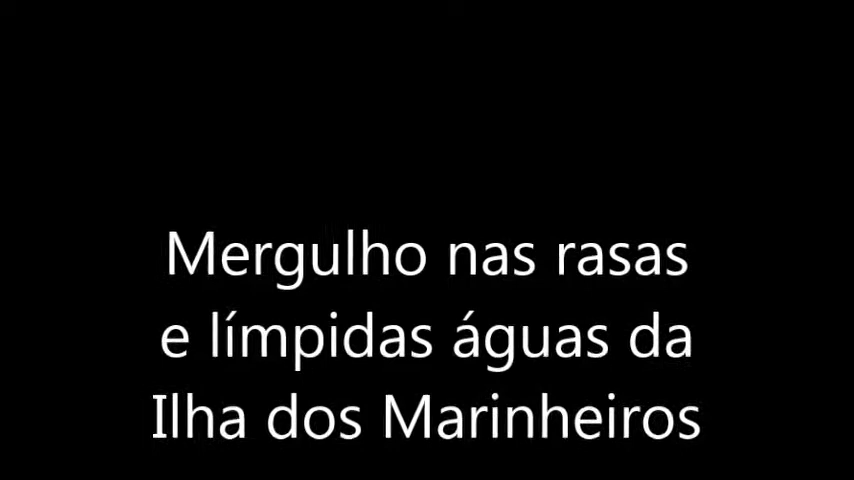 Mergulho nas rasas
e límpidas águas da
Ilha dos Marinheiros